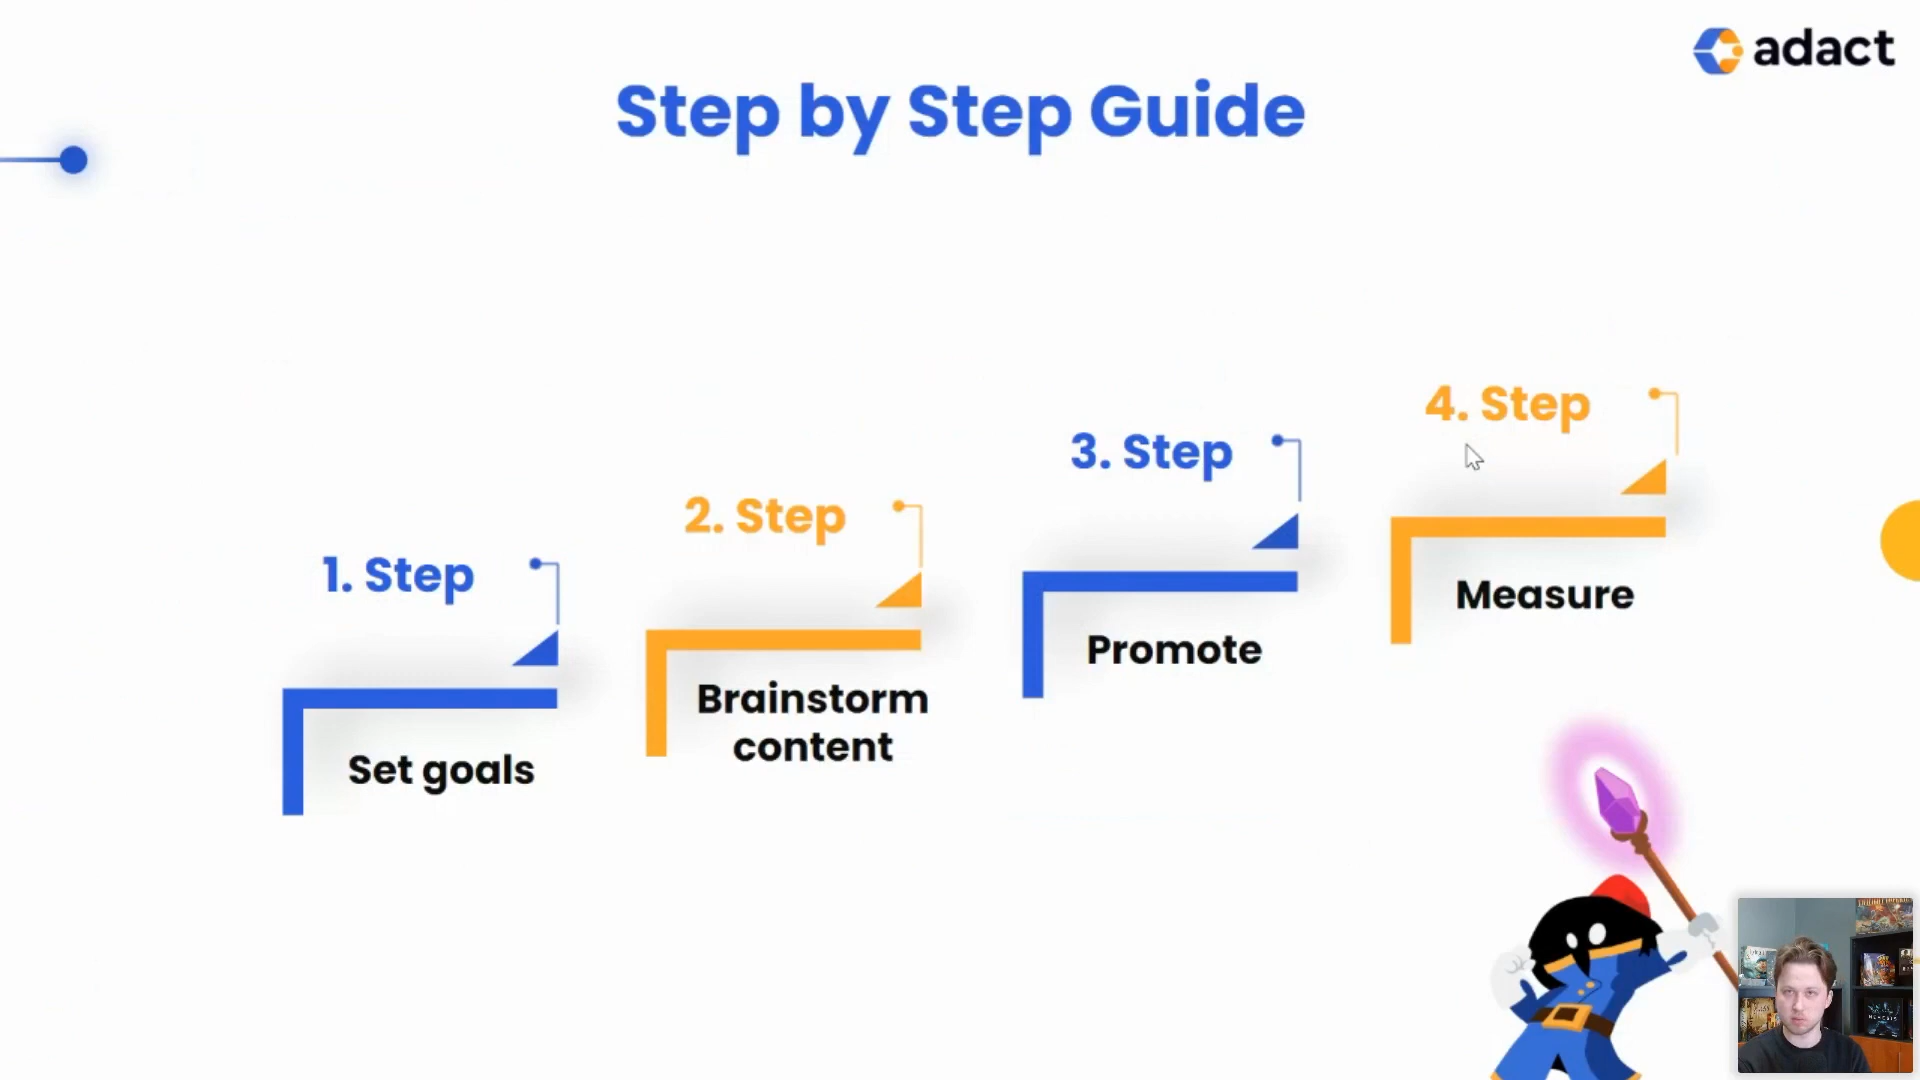 adact
Step by Step Guide
1. Step
Set goals
2. Step
Brainstorm
content
3. Step
Promote
4. Step
Measure
NEMESIS